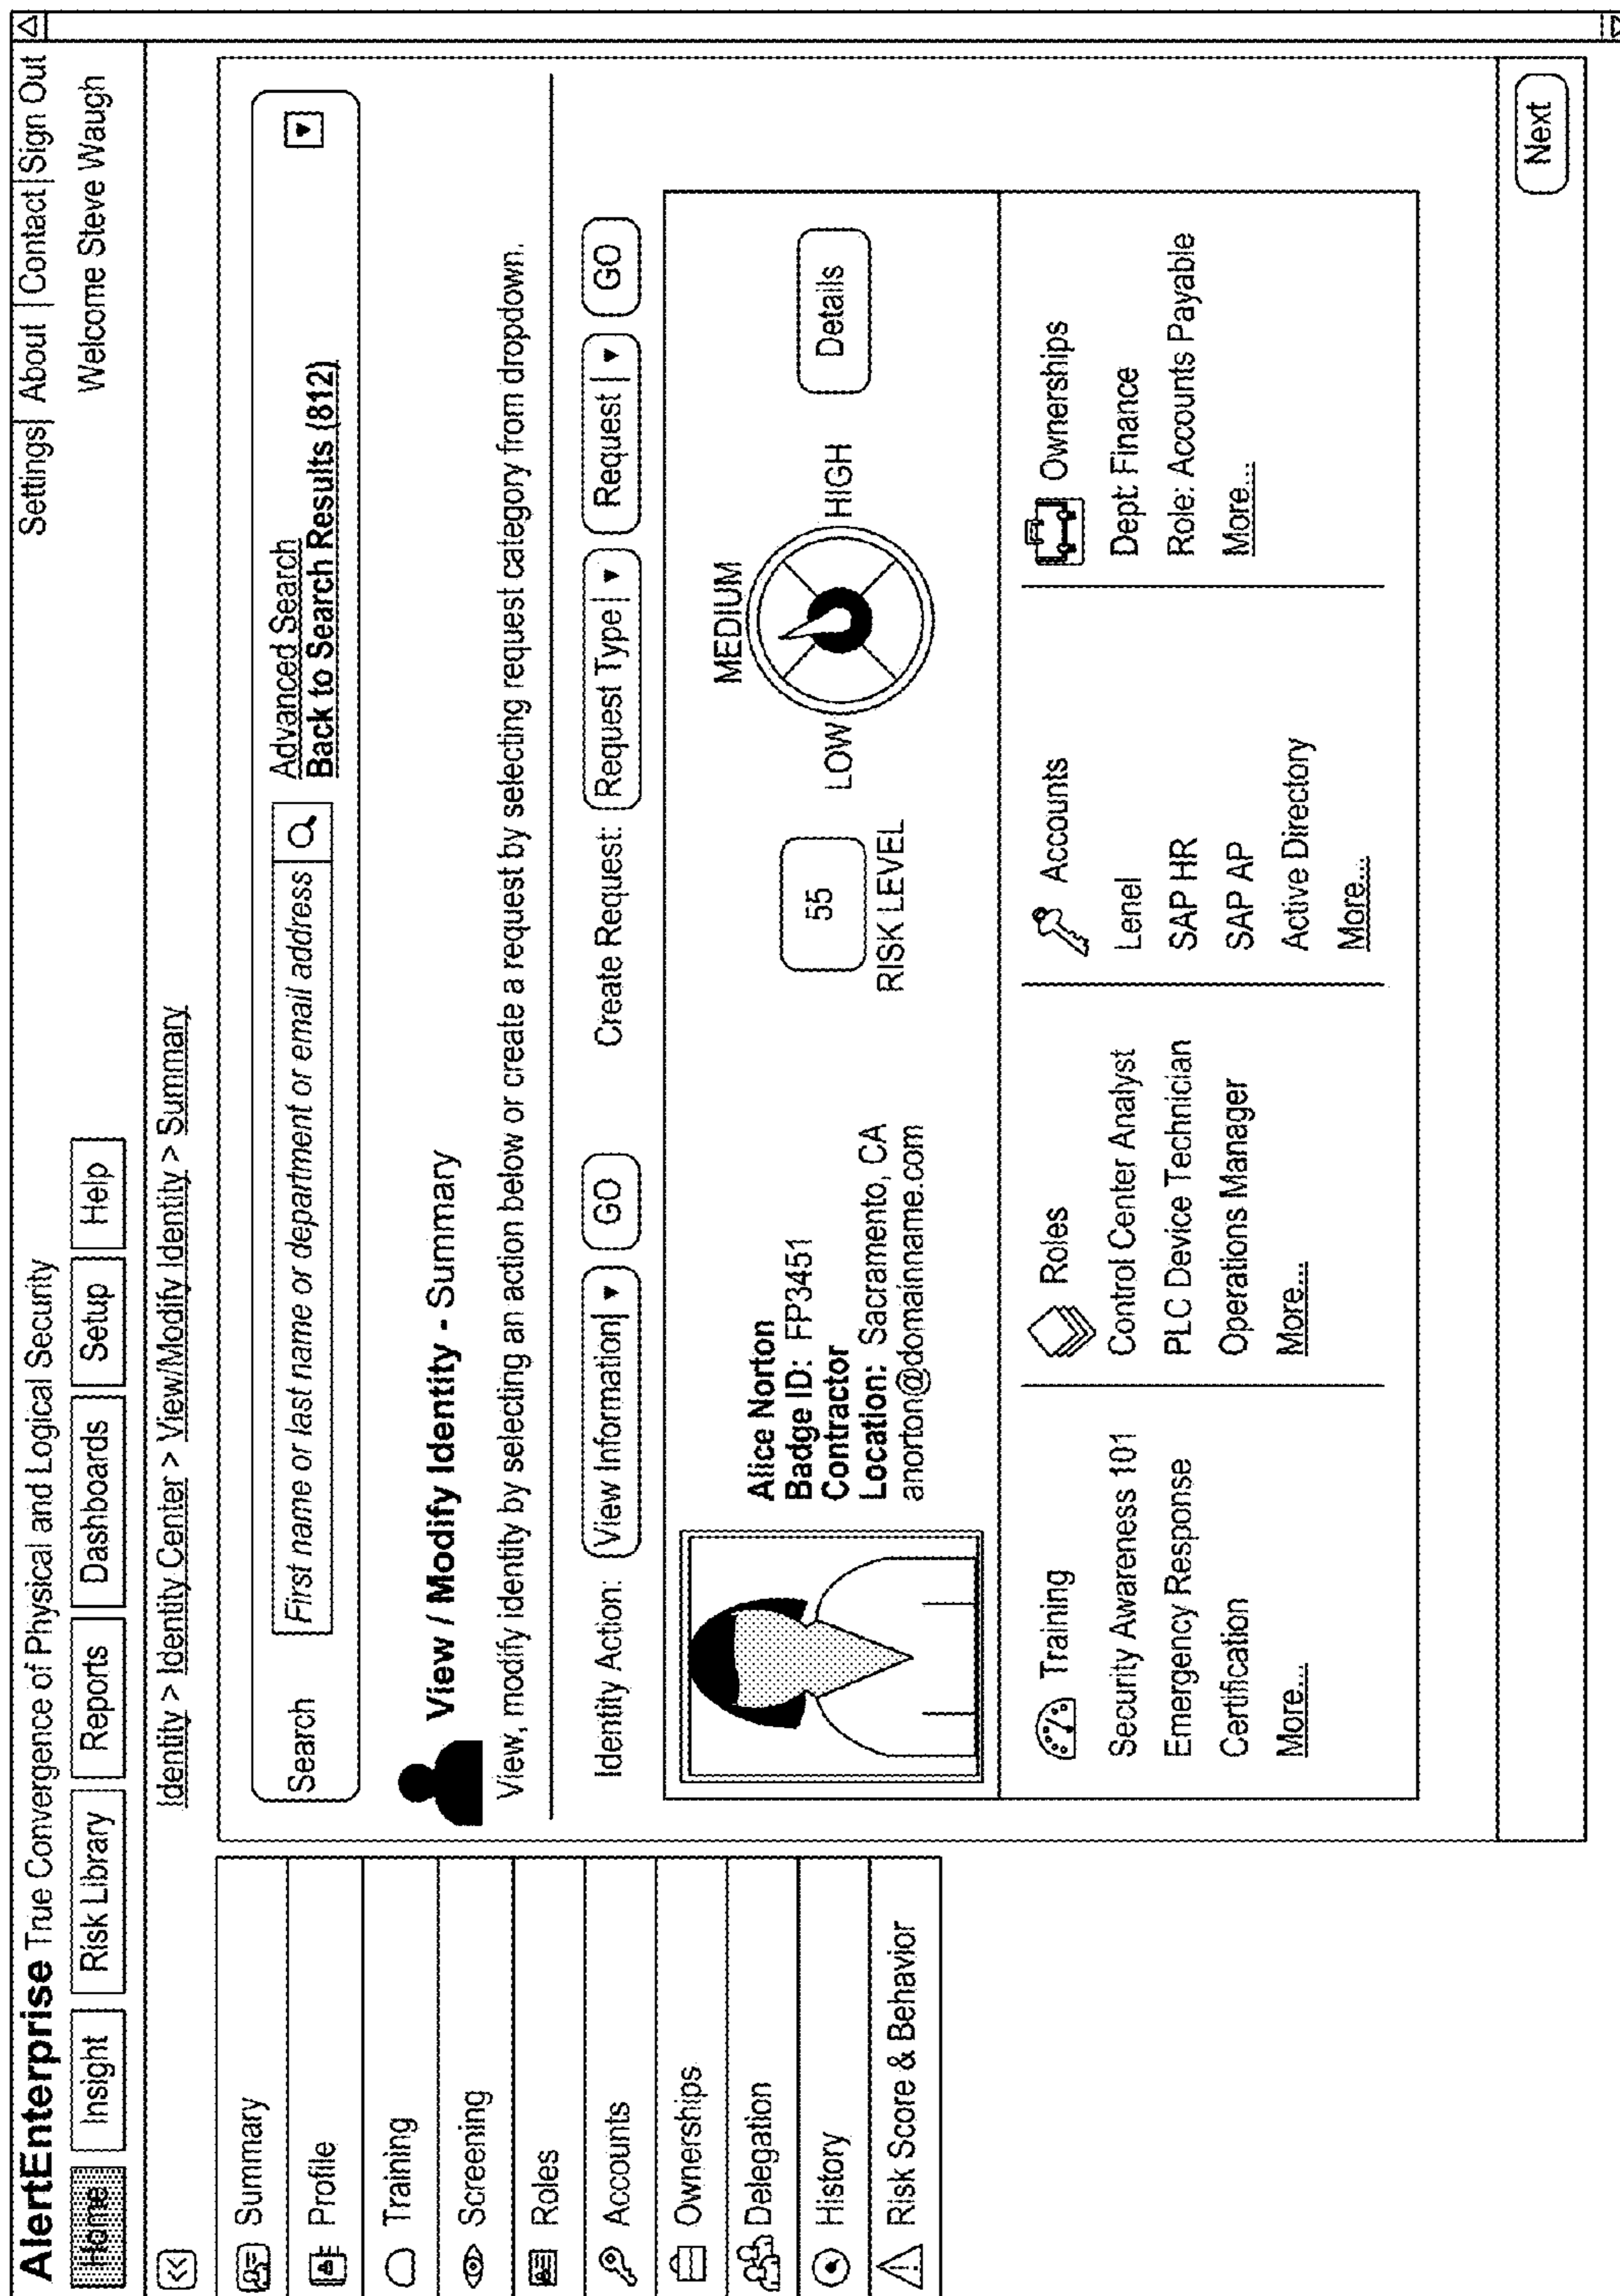 AlertEnterprise True Convergence of Physical and Logical Security
Settings| About |Contact|Sign Out
Welcome Steve Waugh
Home
Insight
Risk Library
Reports
Dashboards
Setup
Help
Identity > Identity Center > View/Modify Identity > Summary
Summary
Profile
Training
Screening
Roles
Accounts
Ownerships
Delegation
History
Risk Score & Behavior
Search
First name or last name or department or email address
Advanced Search
Back to Search Results (812)
View / Modify Identity - Summary
View, modify identity by selecting an action below or create a request by selecting request category from dropdown.
Identity Action:
View Information
GO
Create Request:
Request Type
Request
GO
Alice Norton
Badge ID: FP3451
Contractor
Location: Sacramento, CA
anorton@domainname.com
55
RISK LEVEL
LOW
MEDIUM
HIGH
Details
Training
Security Awareness 101
Emergency Response
Certification
More...
Roles
Control Center Analyst
PLC Device Technician
Operations Manager
More...
Accounts
Lenel
SAP HR
SAP AP
Active Directory
More...
Ownerships
Dept: Finance
Role: Accounts Payable
More...
Next